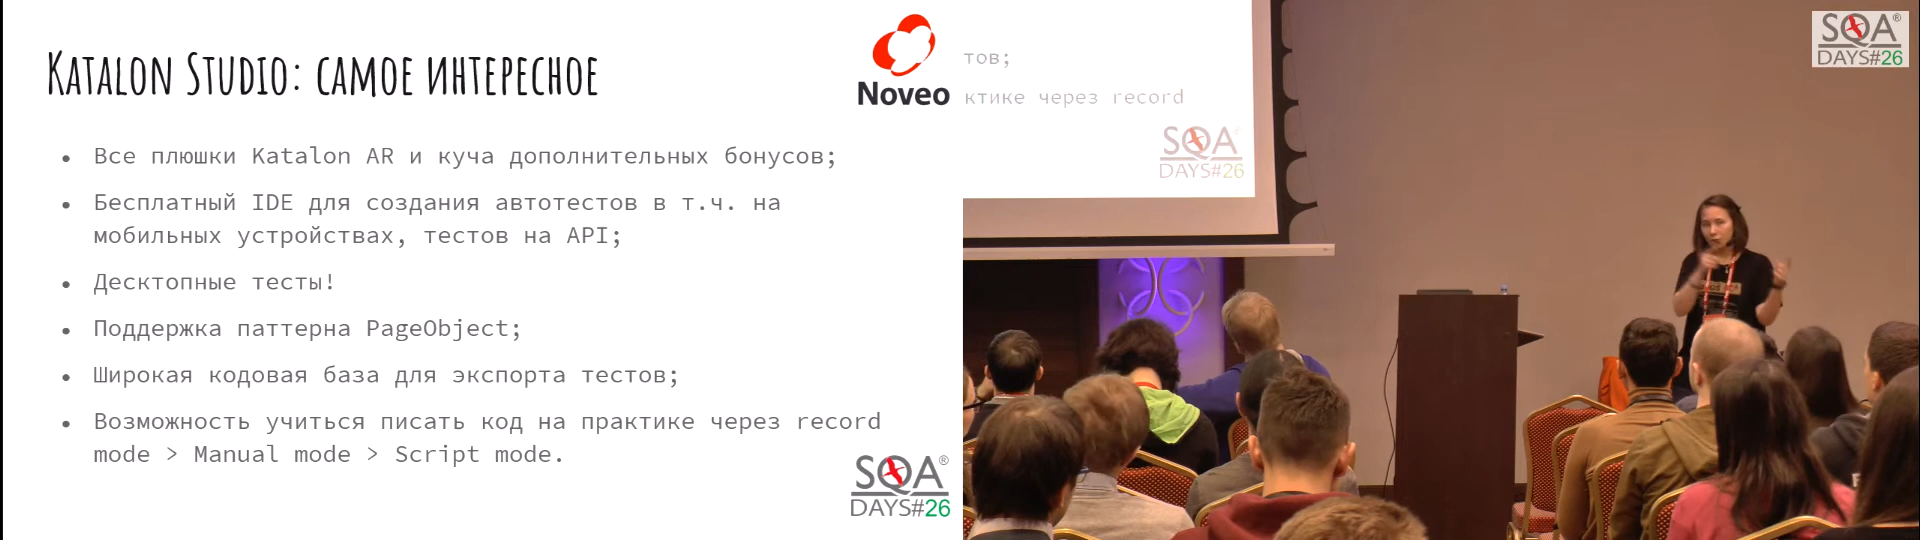 Katalon Studio: самое интересное
Noveo
• Все плюшки Katalon AR и куча дополнительных бонусов;
• Бесплатный IDE для создания автотестов в т.ч. на
мобильных устройствах, тестов на API;
• Десктопные тесты!
• Поддержка паттерна PageObject;
• Широкая кодовая база для экспорта тестов;
• Возможность учиться писать код на практике через record
mode > Manual mode > Script mode.
SQA®
DAYS#26
тов;
ктике через record
SQA
DAYS#26
SQA®
DAYS#26